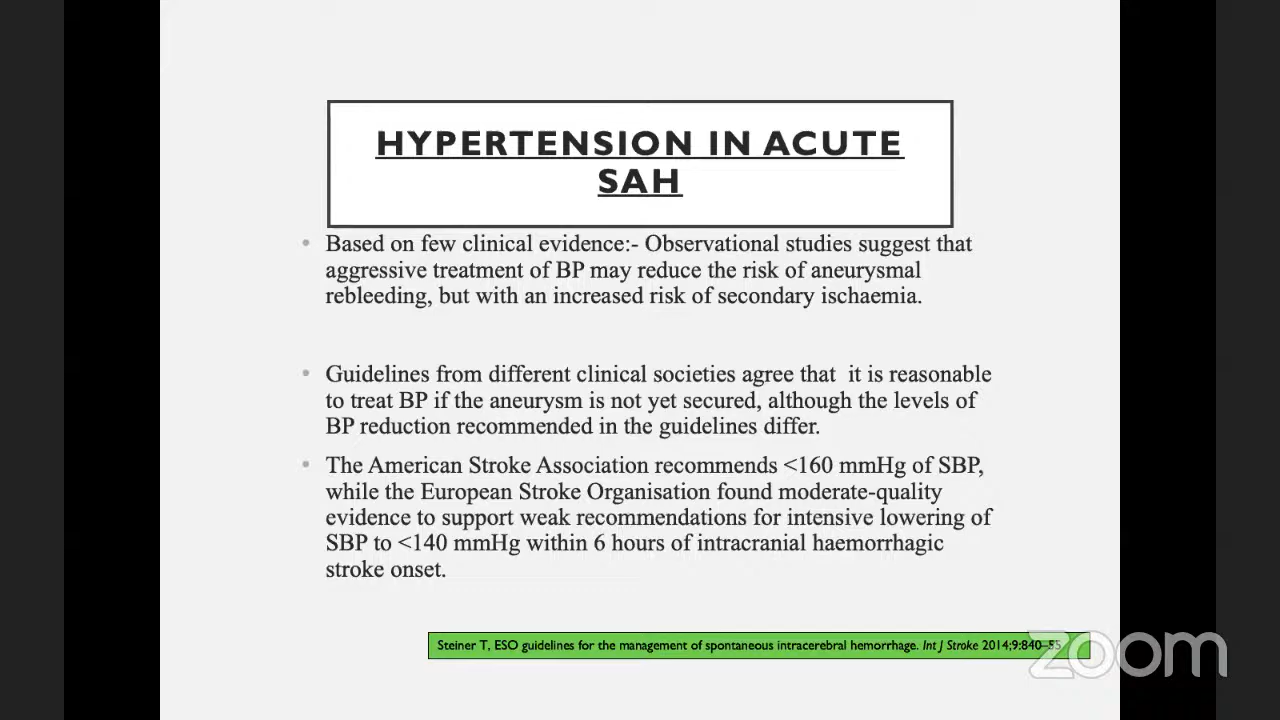 HYPERTENSION IN ACUTE
SAH
• Based on few clinical evidence:- Observational studies suggest that
aggressive treatment of BP may reduce the risk of aneurysmal
rebleeding, but with an increased risk of secondary ischaemia.
• Guidelines from different clinical societies agree that it is reasonable
to treat BP if the aneurysm is not yet secured, although the levels of
BP reduction recommended in the guidelines differ.
• The American Stroke Association recommends <160 mmHg of SBP,
while the European Stroke Organisation found moderate-quality
evidence to support weak recommendations for intensive lowering of
SBP to <140 mmHg within 6 hours of intracranial haemorrhagic
stroke onset.
Steiner T, ESO guidelines for the management of spontaneous intracerebral hemorrhage. Int J Stroke 2014;9:840–55
zoom